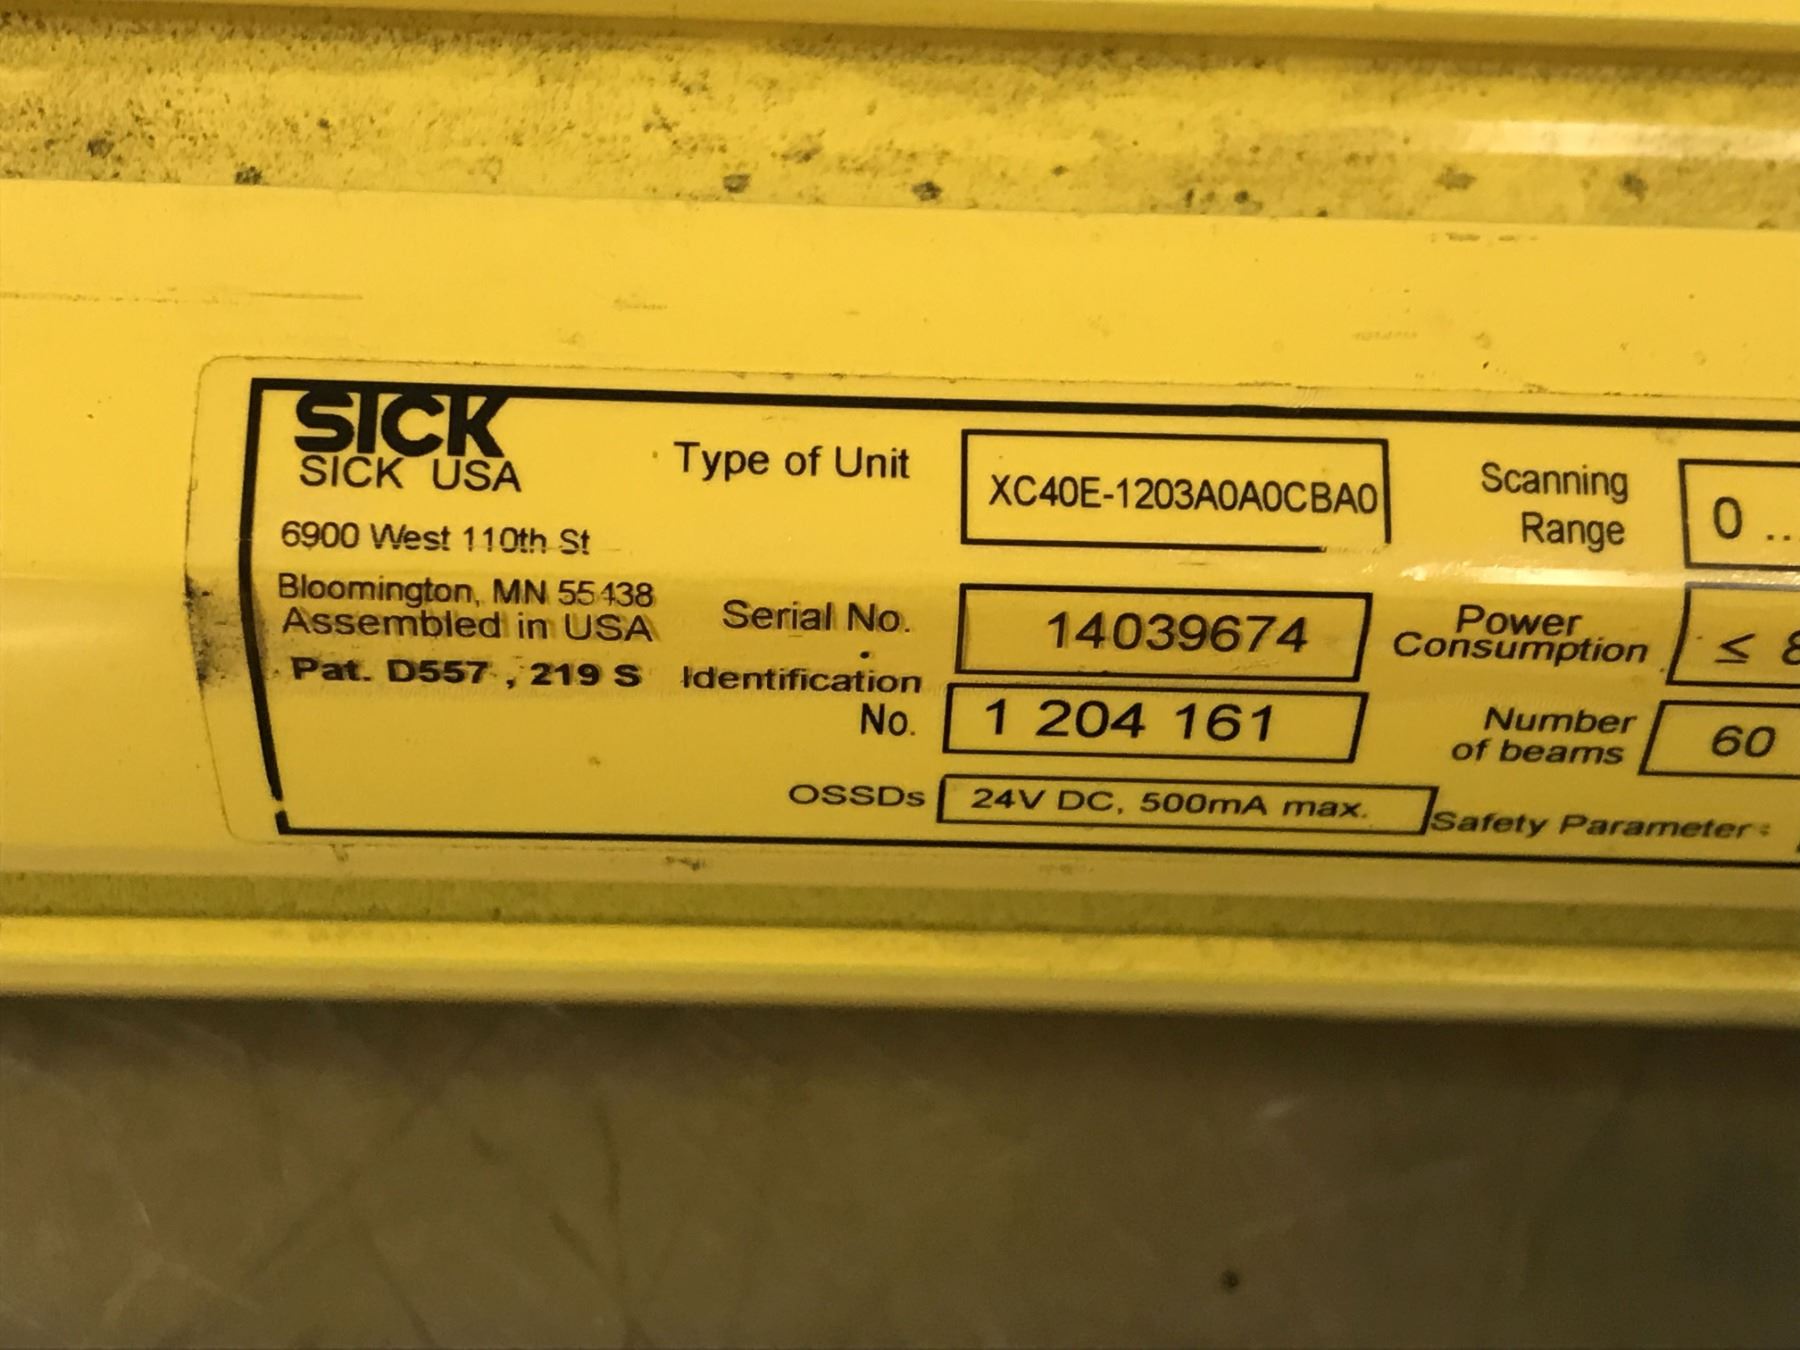 SICK
SICK USA
6900 West 110th St
Bloomington, MN 55438
Assembled in USA
Pat. D557 , 219 S
Type of Unit
XC40E-1203A0A0CBA0
Serial No.
14039674
Identification
No.
1 204 161
OSSDs
24V DC, 500mA max.
Scanning
Range
0 ...
Power
Consumption
≤ 8
Number
of beams
60
Safety Parameter :